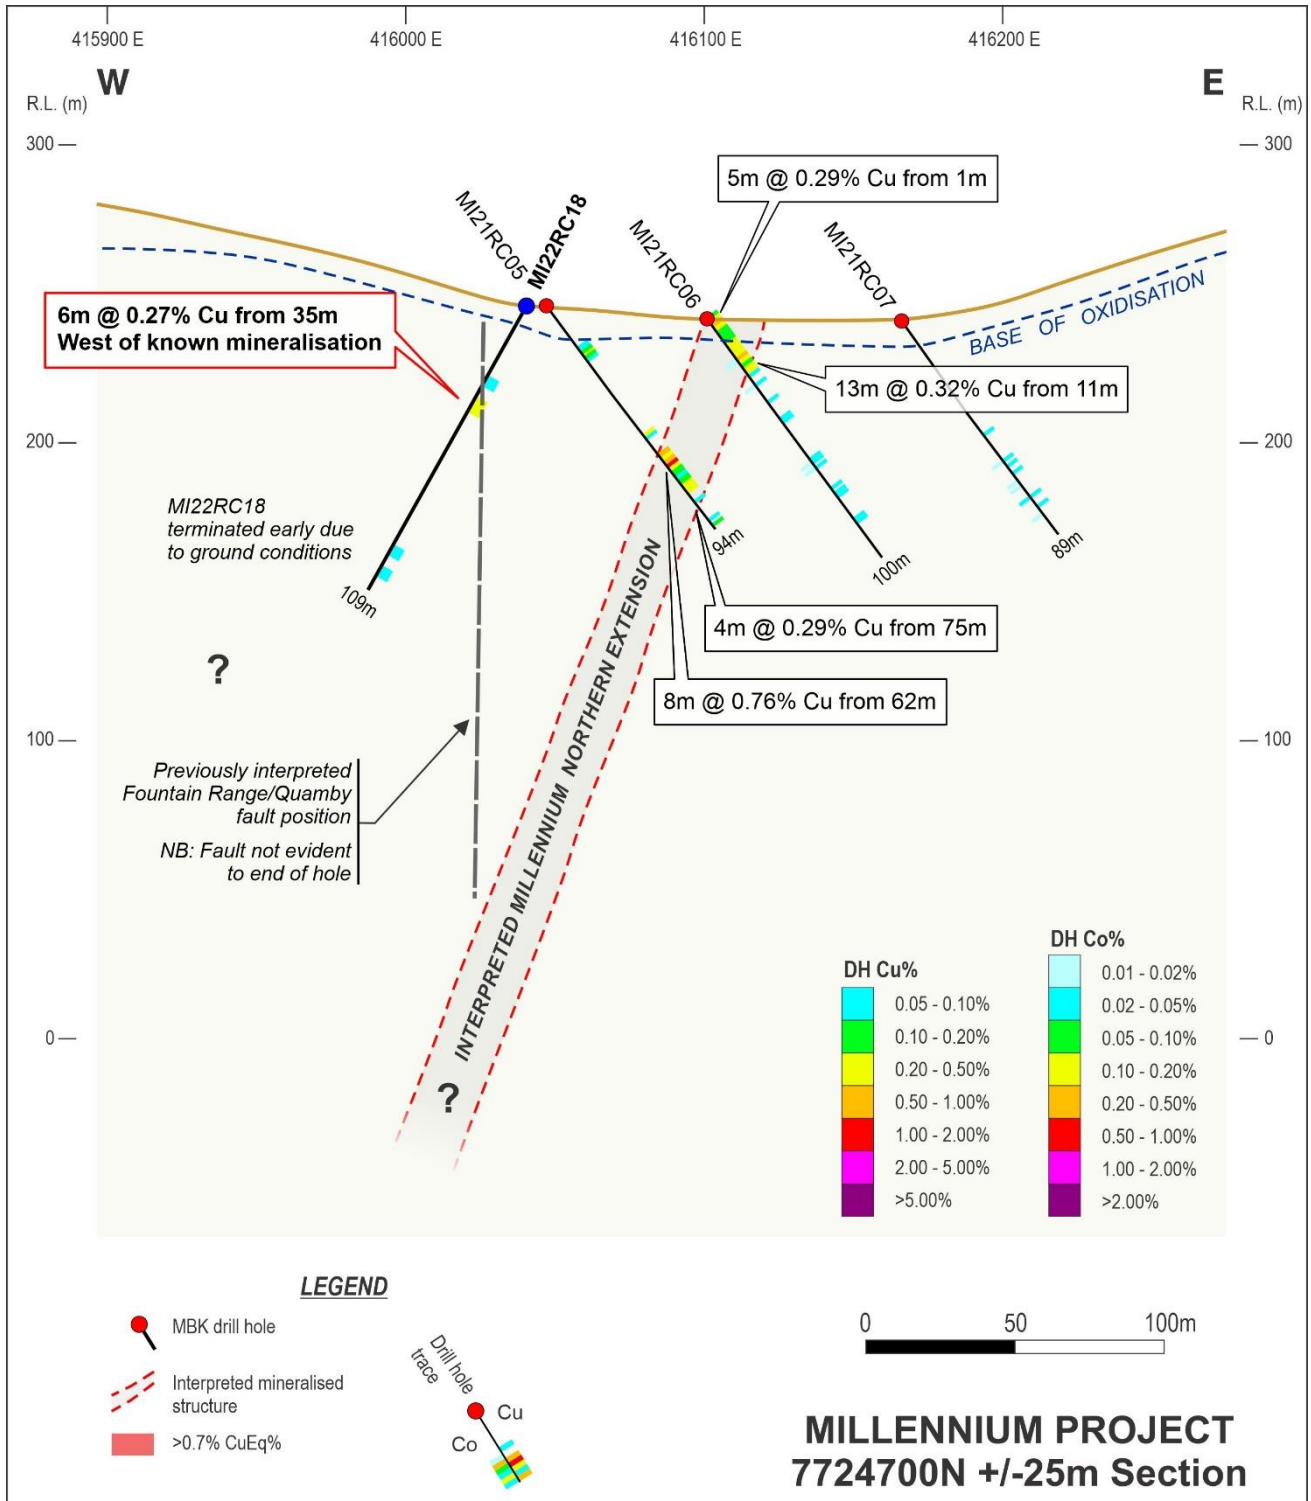 415900 E
416000 E
416100 E
416200 E
W
E
R.L. (m)
R.L. (m)
300
300
MI21RC05
MI22RC18
MI21RC06
MI21RC07
5m @ 0.29% Cu from 1m
BASE OF OXIDISATION
6m @ 0.27% Cu from 35m
West of known mineralisation
13m @ 0.32% Cu from 11m
200
200
MI22RC18
terminated early due
to ground conditions
109m
94m
100m
89m
4m @ 0.29% Cu from 75m
8m @ 0.76% Cu from 62m
?
100
100
Previously interpreted
Fountain Range/Quamby
fault position
NB: Fault not evident
to end of hole
INTERPRETED MILLENNIUM NORTHERN EXTENSION
?
0
0
DH Cu%
0.05 - 0.10%
0.10 - 0.20%
0.20 - 0.50%
0.50 - 1.00%
1.00 - 2.00%
2.00 - 5.00%
>5.00%
DH Co%
0.01 - 0.02%
0.02 - 0.05%
0.05 - 0.10%
0.10 - 0.20%
0.20 - 0.50%
0.50 - 1.00%
1.00 - 2.00%
>2.00%
LEGEND
MBK drill hole
Interpreted mineralised
structure
>0.7% CuEq%
Drill hole
trace
Cu
Co
0
50
100m
MILLENNIUM PROJECT
7724700N +/-25m Section